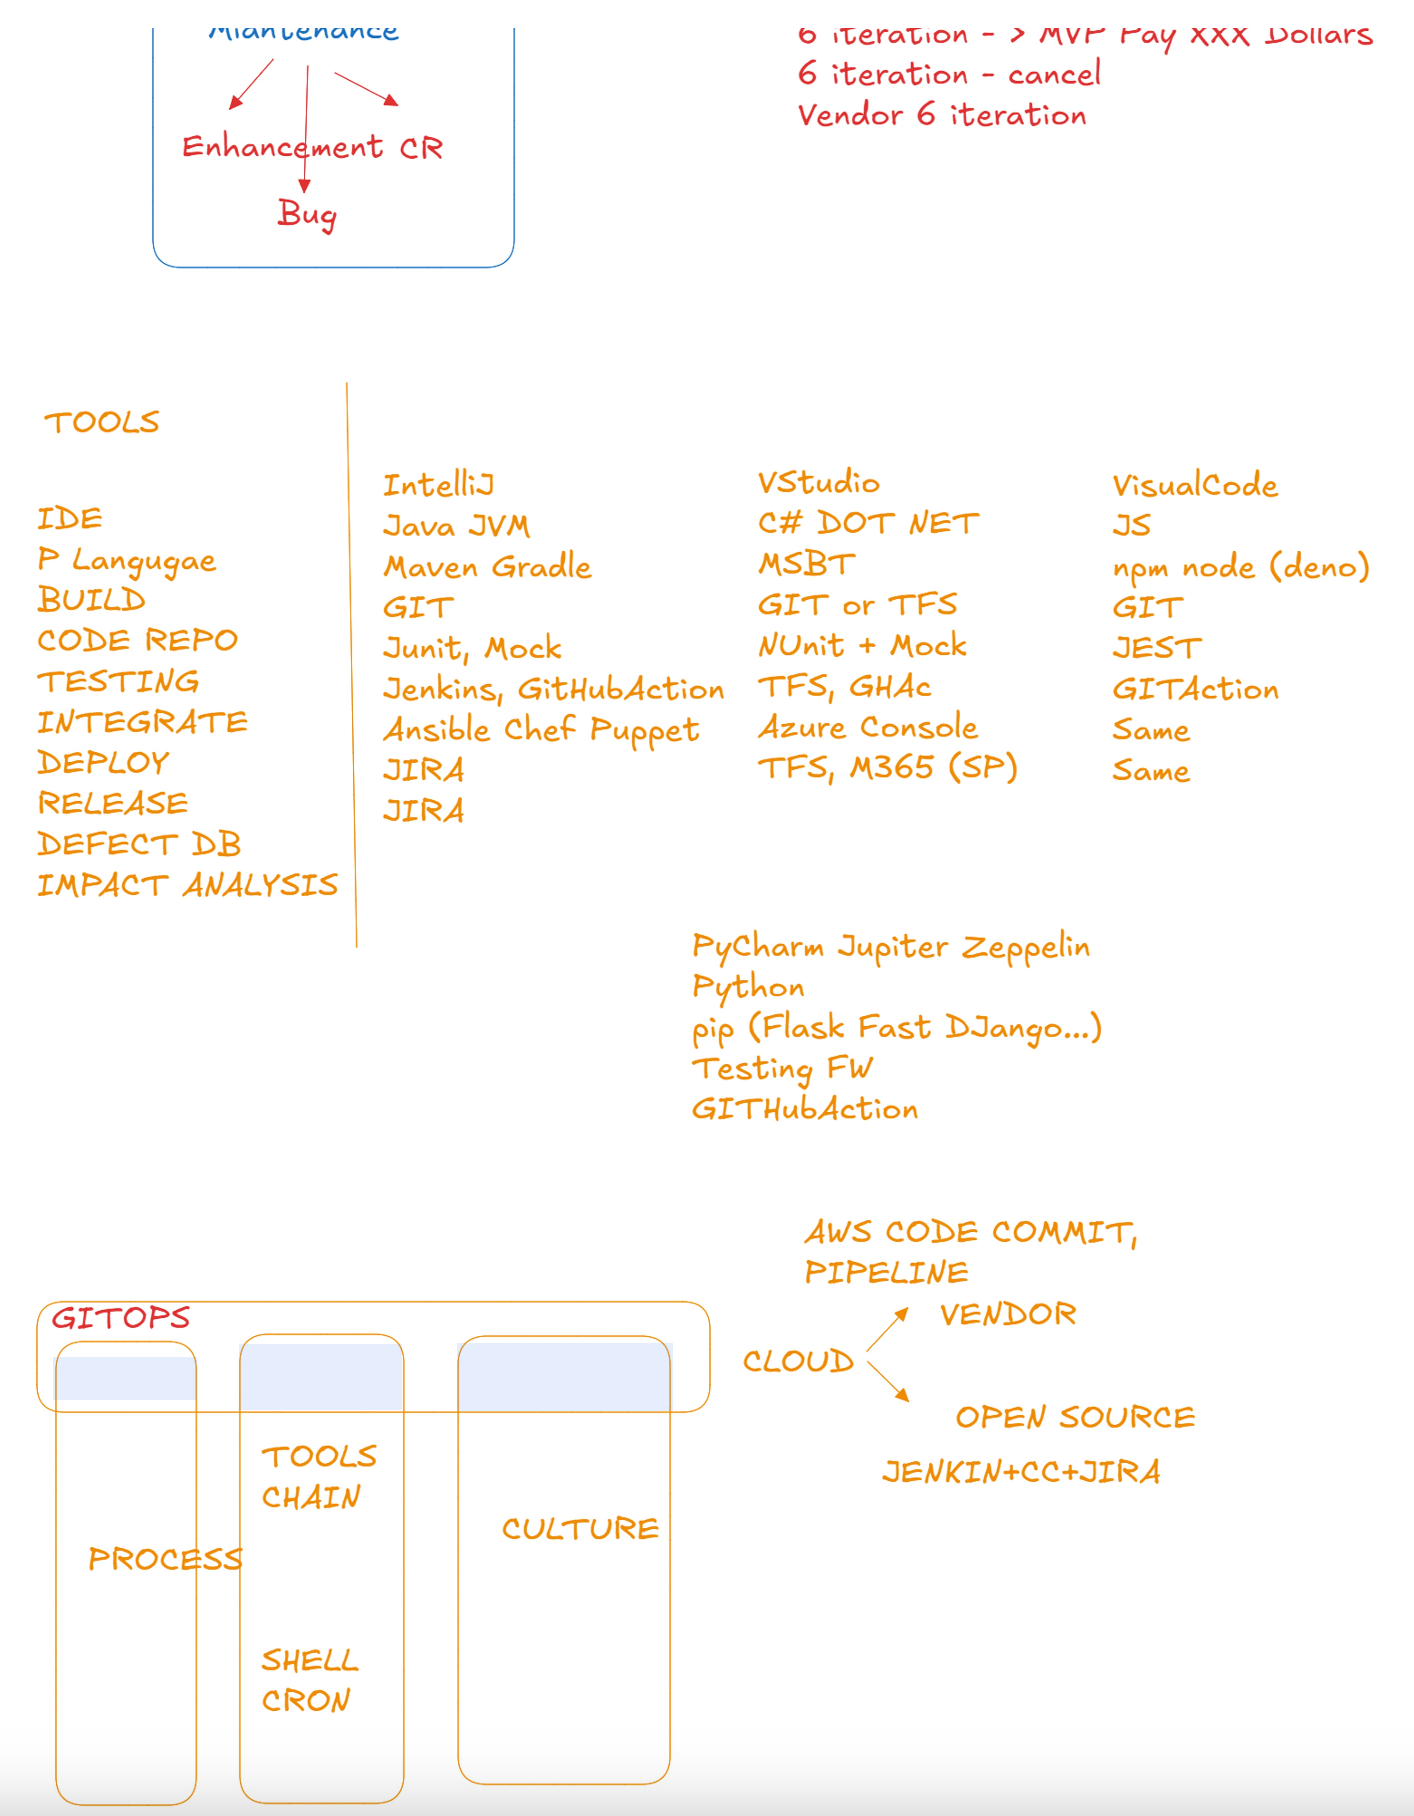 Miantenance
Enhancement CR
Bug
6 iteration - > MVP Pay XXX Dollars
6 iteration - cancel
Vendor 6 iteration
TOOLS
IDE
P Langugae
BUILD
CODE REPO
TESTING
INTEGRATE
DEPLOY
RELEASE
DEFECT DB
IMPACT ANALYSIS
IntelliJ
Java JVM
Maven Gradle
GIT
Junit, Mock
Jenkins, GitHubAction
Ansible Chef Puppet
JIRA
JIRA
VStudio
C# DOT NET
MSBT
GIT or TFS
NUnit + Mock
TFS, GHAc
Azure Console
TFS, M365 (SP)
VisualCode
JS
npm node (deno)
GIT
JEST
GITAction
Same
Same
PyCharm Jupiter Zeppelin
Python
pip (Flask Fast DJango...)
Testing FW
GITHubAction
GITOPS
PROCESS
TOOLS
CHAIN
SHELL
CRON
CULTURE
AWS CODE COMMIT,
PIPELINE
VENDOR
CLOUD
OPEN SOURCE
JENKIN+CC+JIRA